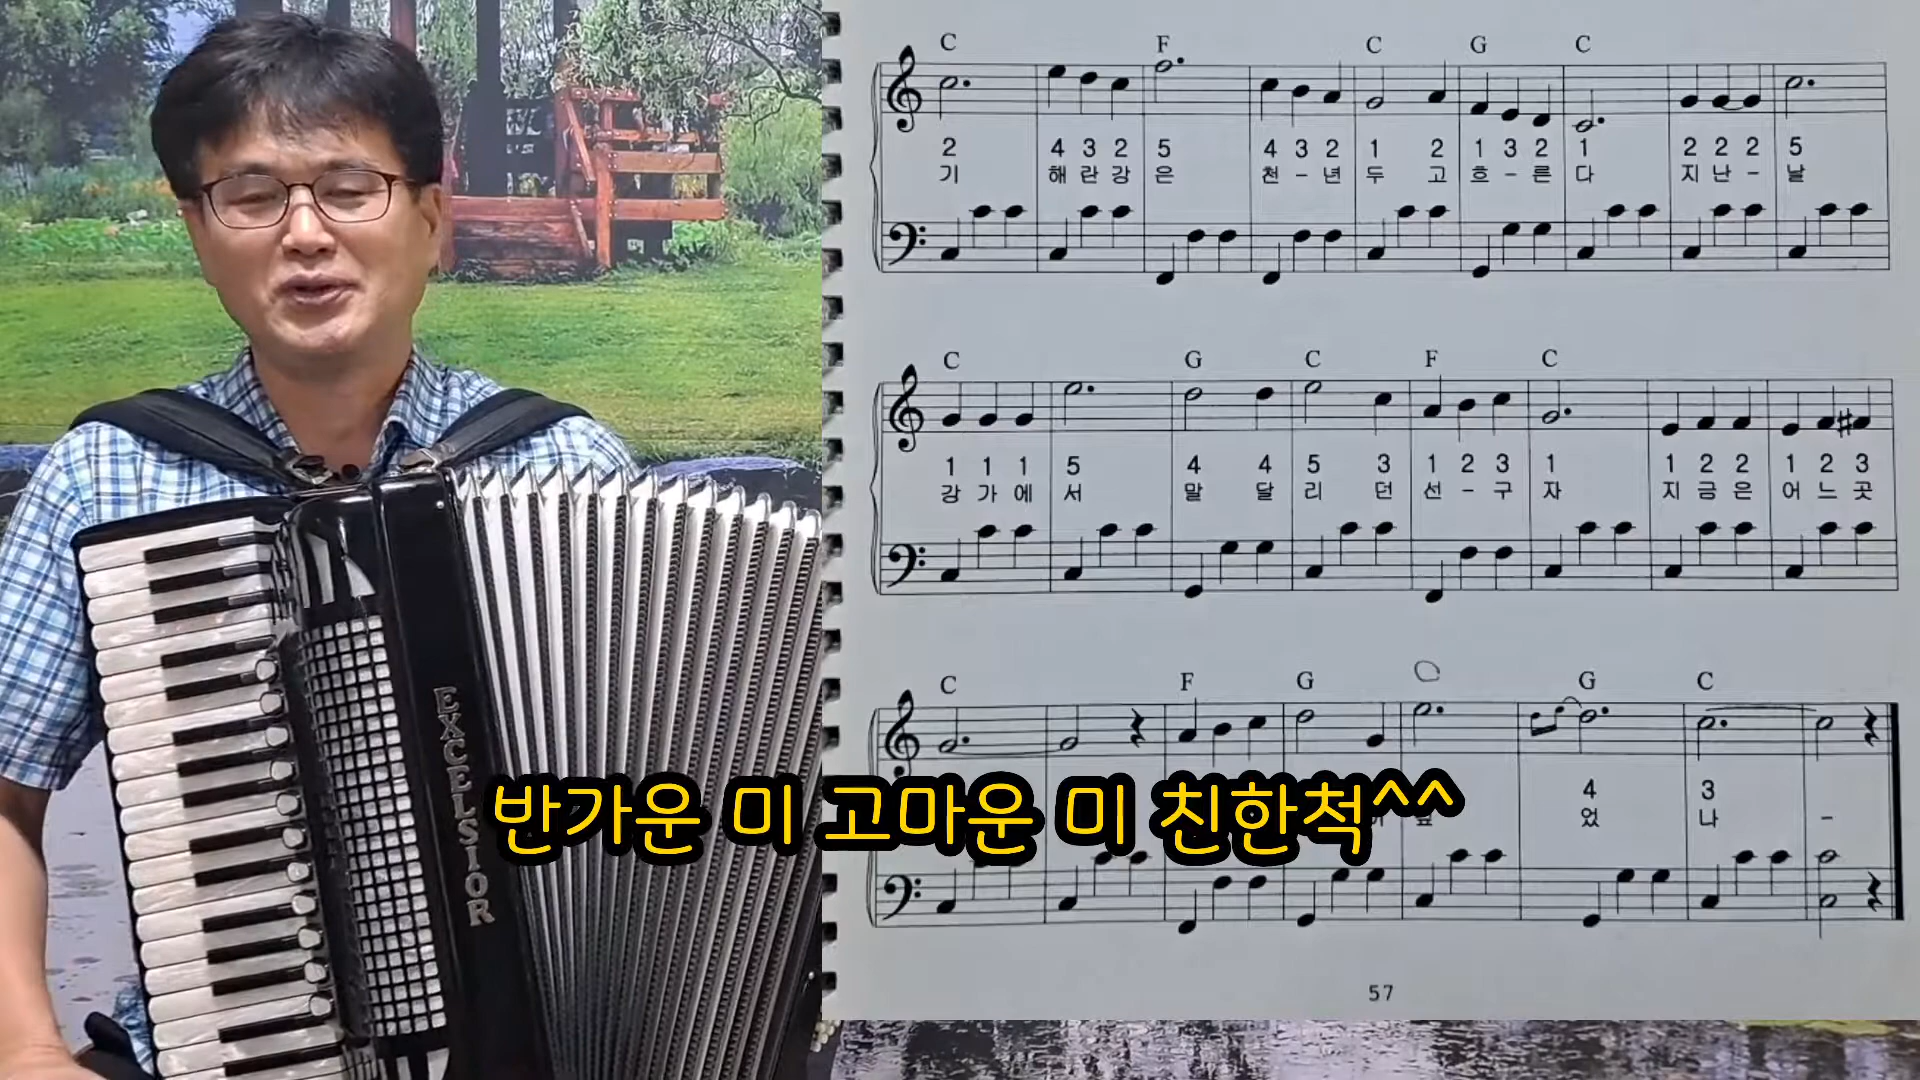 C F C G C
2 4 3 2 5 4 3 2 1 2 1 3 2 1 2 2 2 5
기 해 란 강 은 천 - 년 두 고 흐 - 른 다 지 난 - 날
C G C F C
1 1 1 5 4 4 5 3 1 2 3 1 1 2 2 1 2 3
강 가 에 서 말 달 리 던 선 - 구 자 지 금 은 어 느 곳
C F G C G C
4 3
었 나 -
반가운 미 고마운 미 친한척^^
EXCELSIOR
57